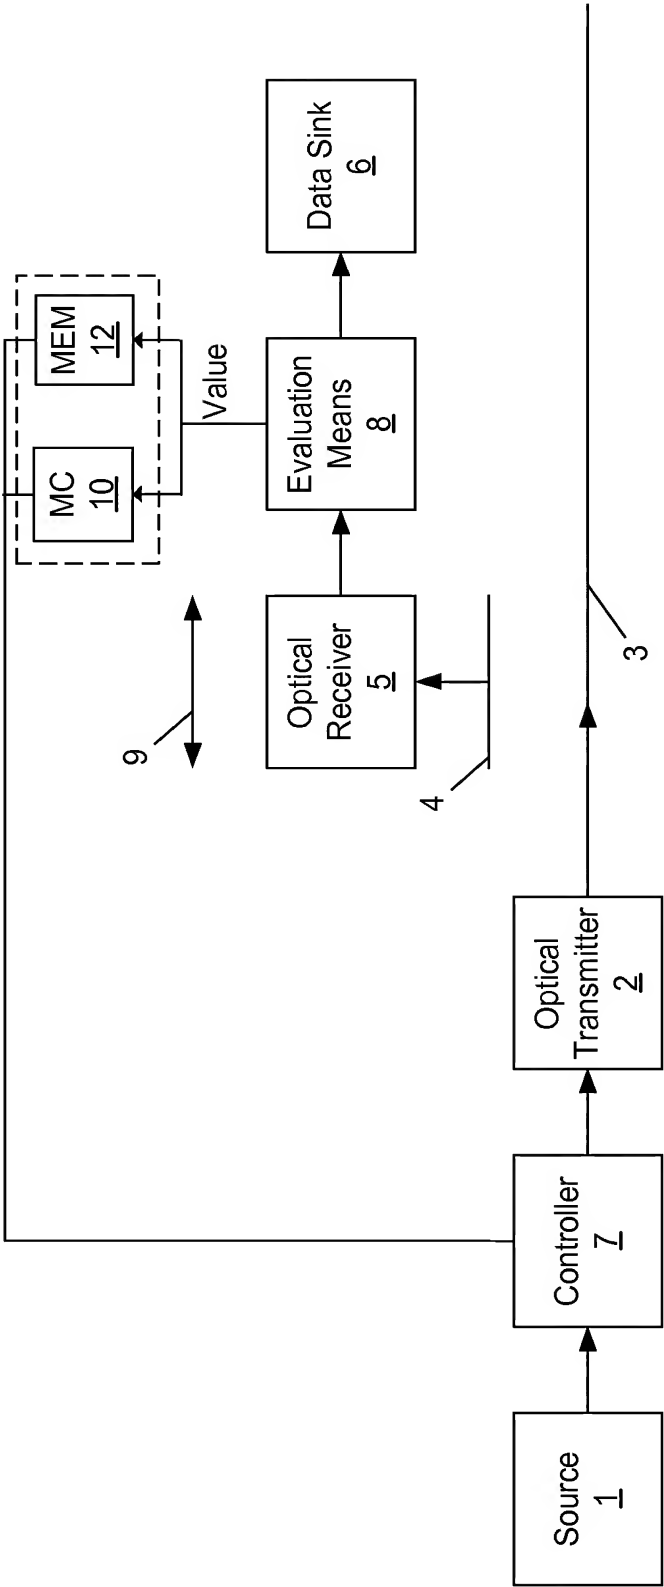 MC
10
MEM
12
Value
9
Optical
Receiver
5
Evaluation
Means
8
Data Sink
6
4
Source
1
Controller
7
Optical
Transmitter
2
3